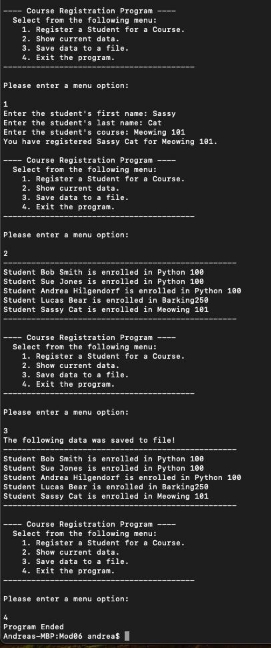 ---- Course Registration Program ----
Select from the following menu:
1. Register a Student for a Course.
2. Show current data.
3. Save data to a file.
4. Exit the program.
-----------------------------------------
Please enter a menu option:
1
Enter the student's first name: Sassy
Enter the student's last name: Cat
Enter the student's course: Meowing 101
You have registered Sassy Cat for Meowing 101.
---- Course Registration Program ----
Select from the following menu:
1. Register a Student for a Course.
2. Show current data.
3. Save data to a file.
4. Exit the program.
-----------------------------------------
Please enter a menu option:
2
--------------------------------------------------
Student Bob Smith is enrolled in Python 100
Student Sue Jones is enrolled in Python 100
Student Andrea Hilgendorf is enrolled in Python 100
Student Lucas Bear is enrolled in Barking250
Student Sassy Cat is enrolled in Meowing 101
--------------------------------------------------
---- Course Registration Program ----
Select from the following menu:
1. Register a Student for a Course.
2. Show current data.
3. Save data to a file.
4. Exit the program.
-----------------------------------------
Please enter a menu option:
3
The following data was saved to file!
--------------------------------------------------
Student Bob Smith is enrolled in Python 100
Student Sue Jones is enrolled in Python 100
Student Andrea Hilgendorf is enrolled in Python 100
Student Lucas Bear is enrolled in Barking250
Student Sassy Cat is enrolled in Meowing 101
--------------------------------------------------
---- Course Registration Program ----
Select from the following menu:
1. Register a Student for a Course.
2. Show current data.
3. Save data to a file.
4. Exit the program.
-----------------------------------------
Please enter a menu option:
4
Program Ended
Andreas-MBP:Mod06 andrea$